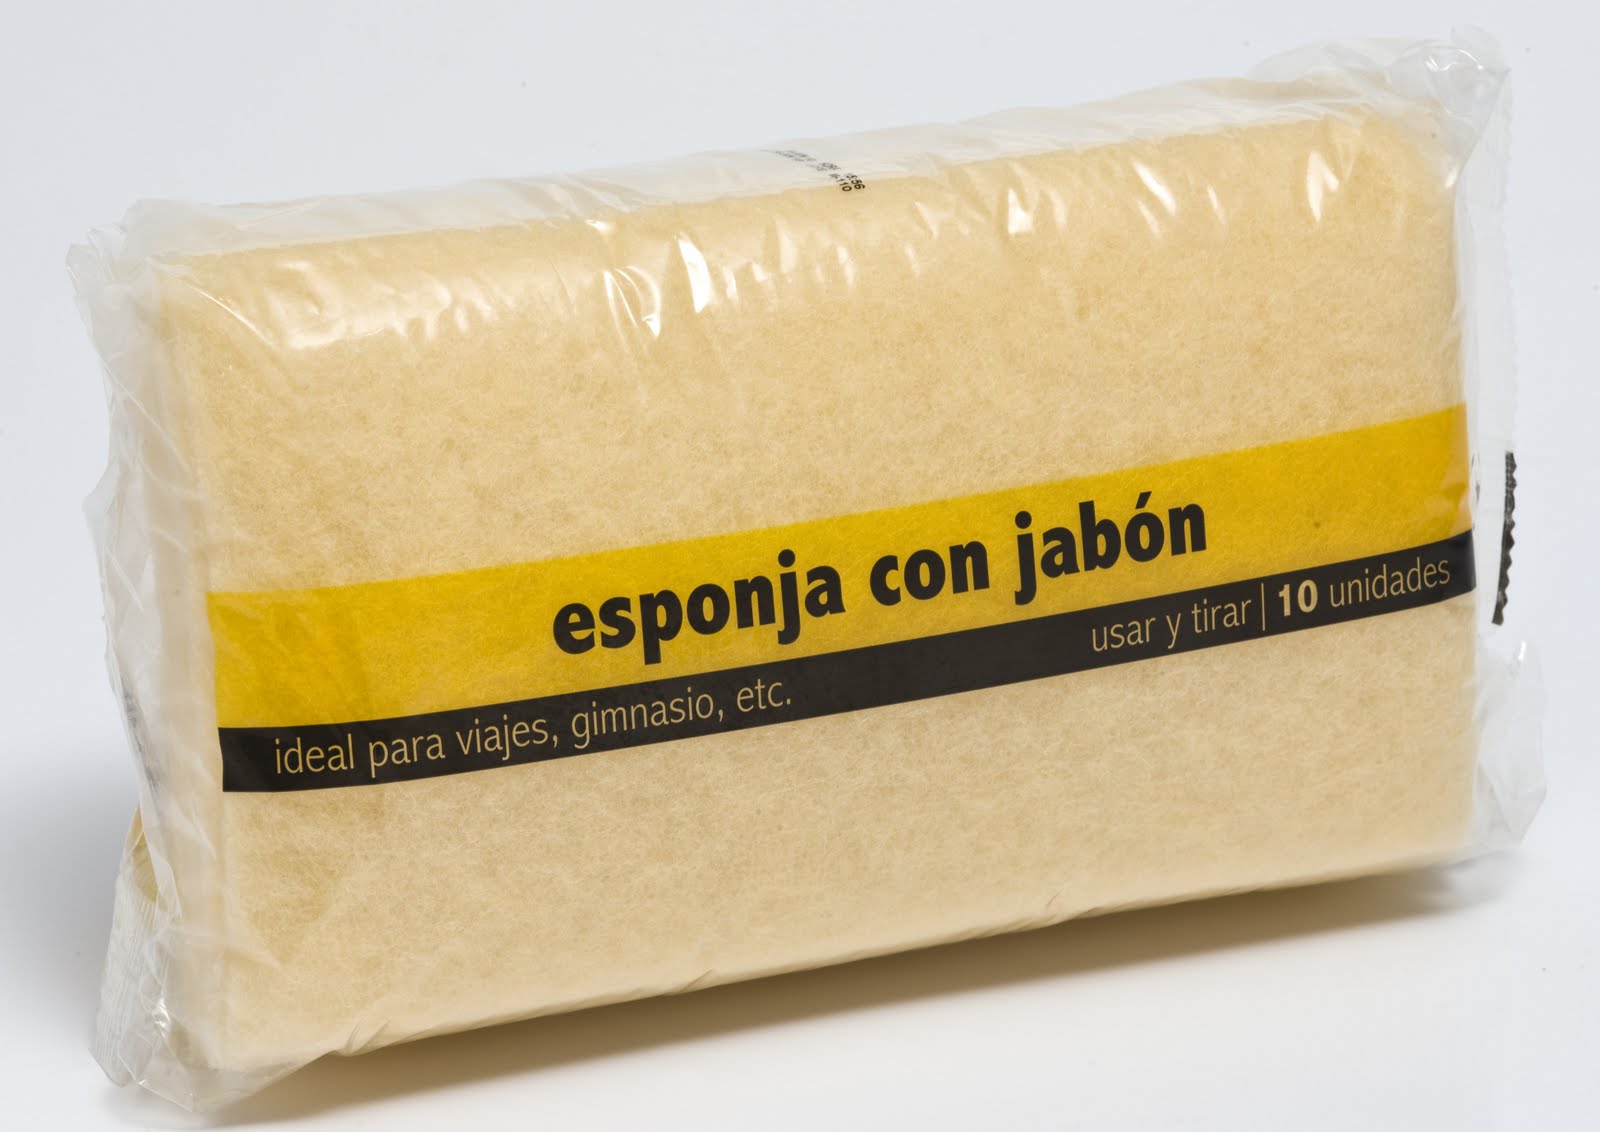 esponja con jabón
usar y tirar | 10 unidades
ideal para viajes, gimnasio, etc.